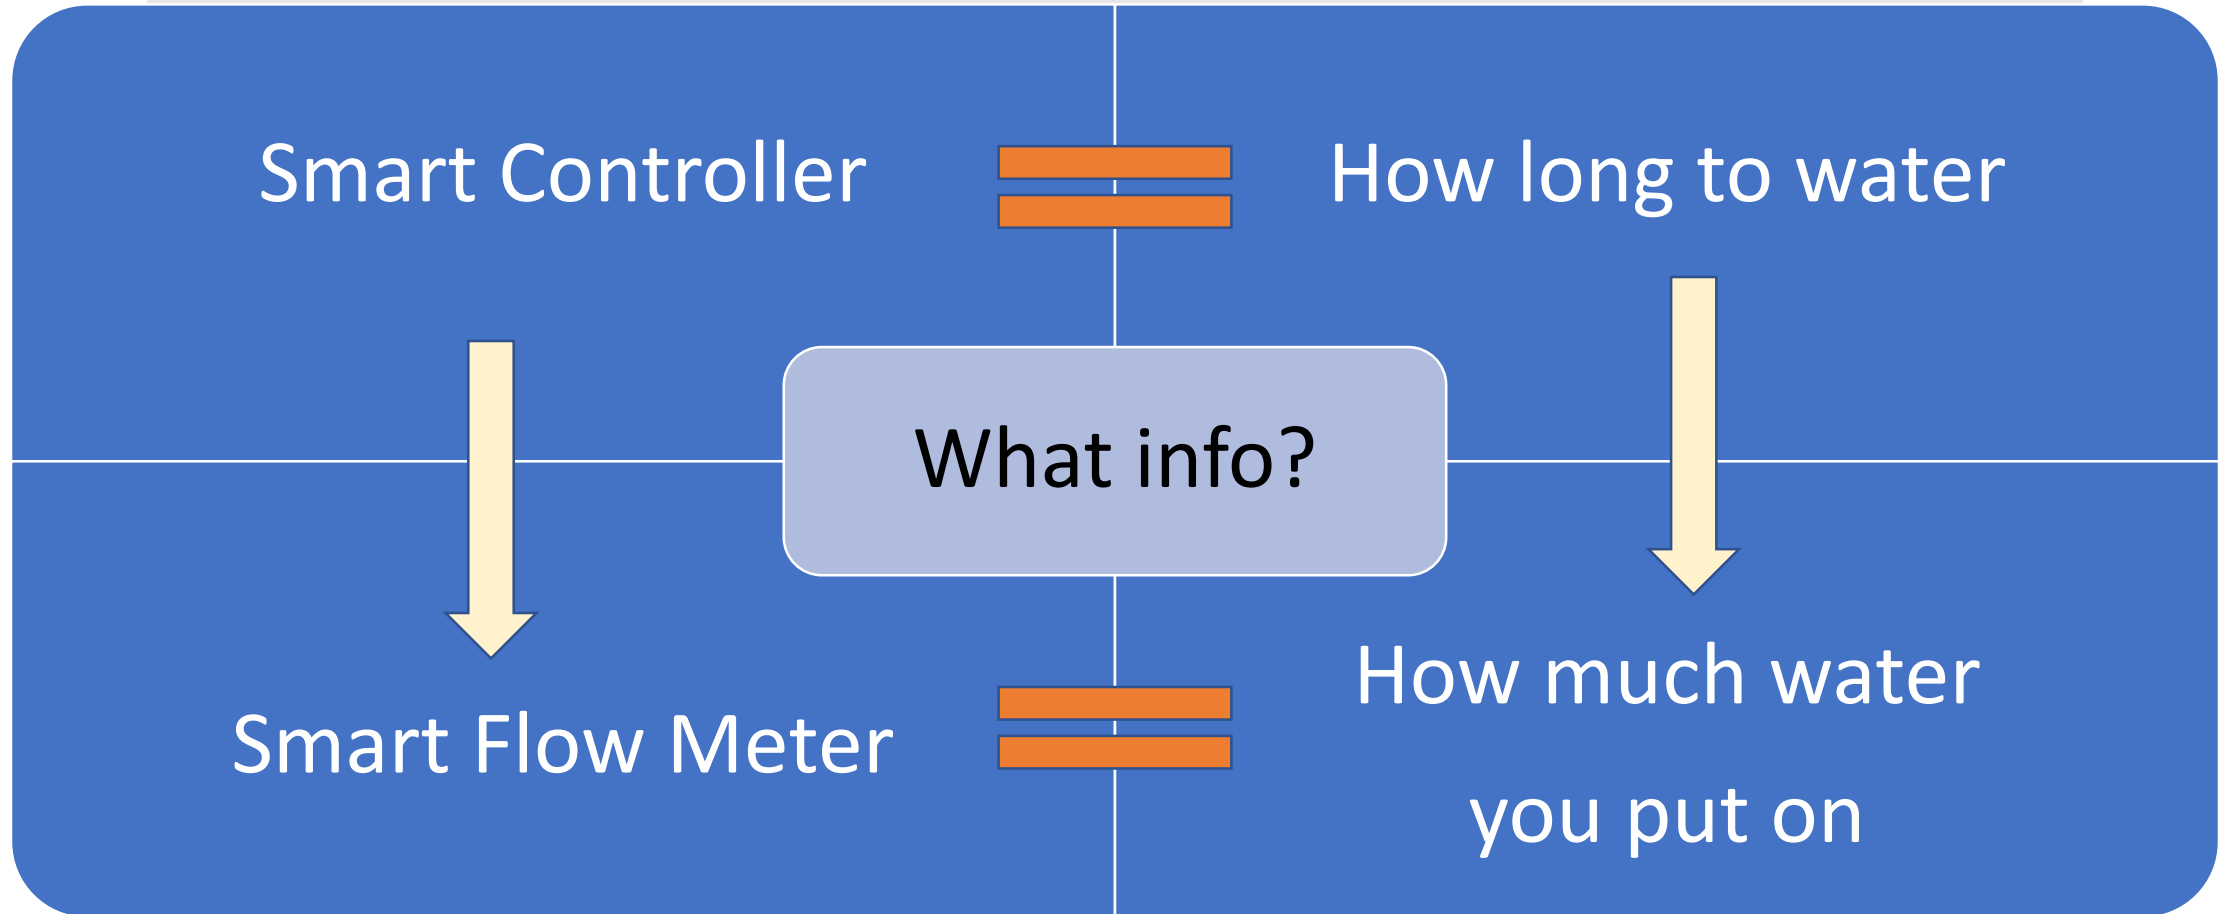 Smart Controller
How long to water
What info?
Smart Flow Meter
How much water
you put on